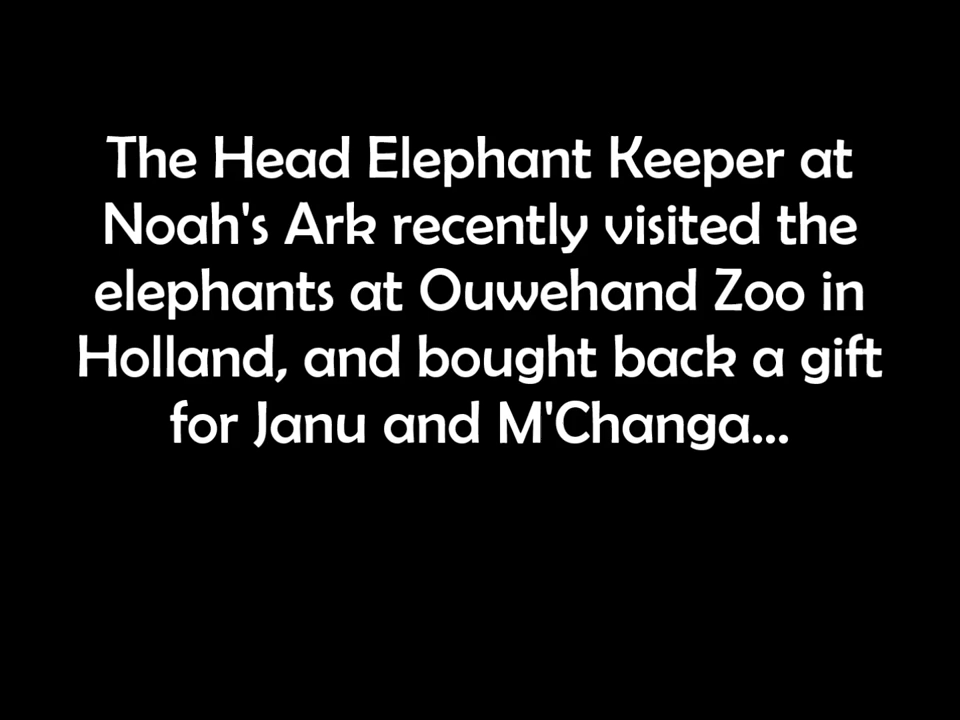 The Head Elephant Keeper at
Noah's Ark recently visited the
elephants at Ouwehand Zoo in
Holland, and bought back a gift
for Janu and M'Changa...